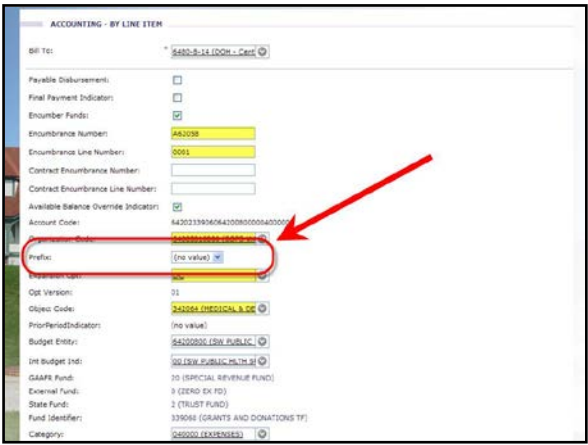 ACCOUNTING - BY LINE ITEM
Bill To: * 6480-8-14 (DOH - Cent
Payable Disbursement:
Final Payment Indicator:
Encumber Funds:
Encumbrance Number: A6205B
Encumbrance Line Number: 0001
Contract Encumbrance Number:
Contract Encumbrance Line Number:
Available Balance Override Indicator:
Account Code:
Organization Code:
Prefix: (no value)
Expansion Opt:
Opt Version: 01
Object Code: 342064 (MEDICAL & DE
PriorPeriodIndicator: (no value)
Budget Entity: 64200800 (SW PUBLIC
Int Budget Ind: 00 (SW PUBLIC HLTH S
GAAFR Fund: 20 (SPECIAL REVENUE FUND)
External Fund: 0 (ZERO EX FD)
State Fund: 2 (TRUST FUND)
Fund Identifier: 339060 (GRANTS AND DONATIONS TF)
Category: 040000 (EXPENSES)